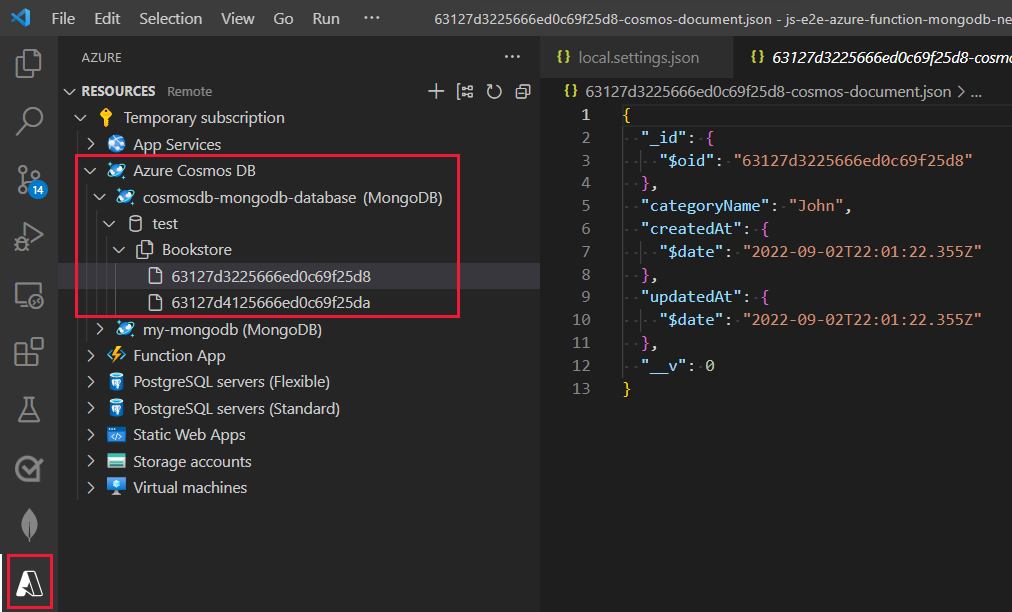 File Edit Selection View Go Run ··· 63127d3225666ed0c69f25d8-cosmos-document.json - js-e2e-azure-function-mongodb-ne
AZURE ···
RESOURCES Remote
Temporary subscription
App Services
Azure Cosmos DB
cosmosdb-mongodb-database (MongoDB)
test
Bookstore
63127d3225666ed0c69f25d8
63127d4125666ed0c69f25da
my-mongodb (MongoDB)
Function App
PostgreSQL servers (Flexible)
PostgreSQL servers (Standard)
Static Web Apps
Storage accounts
Virtual machines
14
{} local.settings.json {} 63127d3225666ed0c69f25d8-cosmo
{} 63127d3225666ed0c69f25d8-cosmos-document.json > ...
1 {
2 "_id": {
3 "$oid": "63127d3225666ed0c69f25d8"
4 },
5 "categoryName": "John",
6 "createdAt": {
7 "$date": "2022-09-02T22:01:22.355Z"
8 },
9 "updatedAt": {
10 "$date": "2022-09-02T22:01:22.355Z"
11 },
12 "__v": 0
13 }